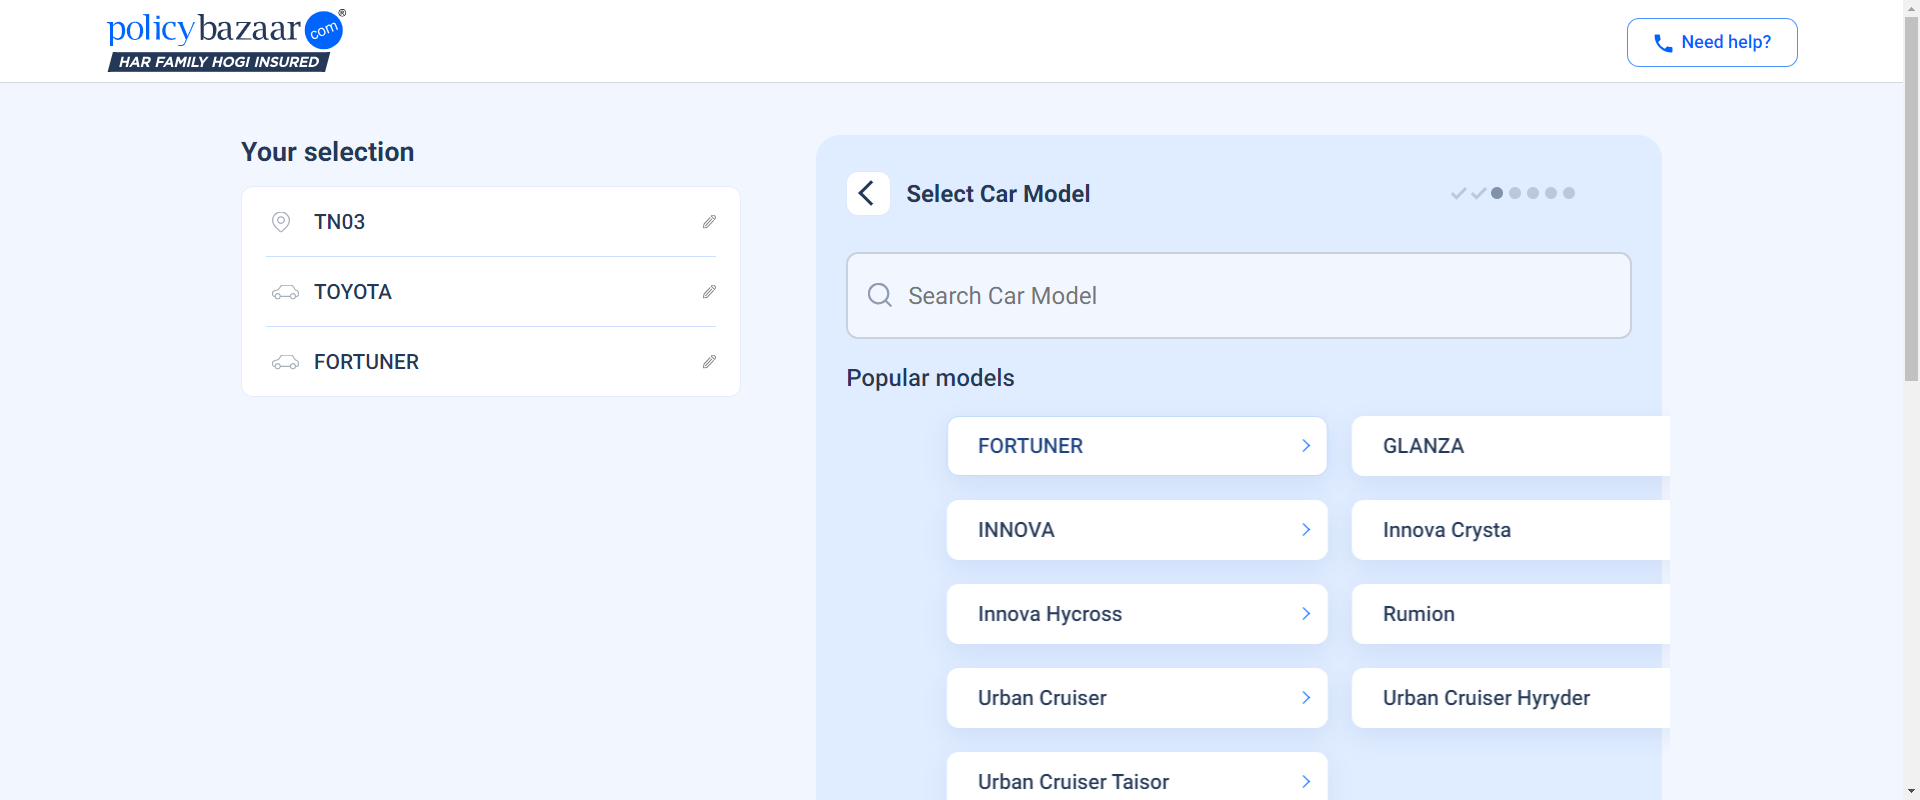 policybazaar.com®
HAR FAMILY HOGI INSURED
Need help?
Your selection
TN03
TOYOTA
FORTUNER
Select Car Model
Search Car Model
Popular models
FORTUNER
GLANZA
INNOVA
Innova Crysta
Innova Hycross
Rumion
Urban Cruiser
Urban Cruiser Hyryder
Urban Cruiser Taisor